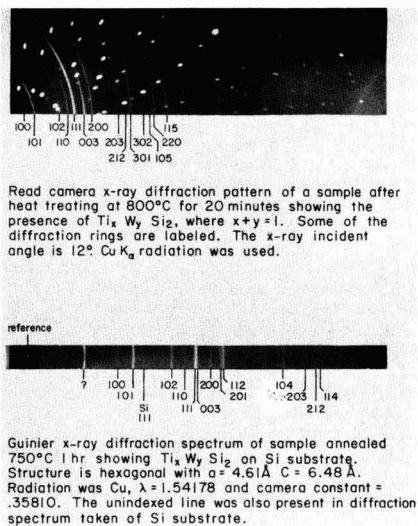 100 102 111 200 203 302 115
101 110 003 212 301 105 220
Read camera x-ray diffraction pattern of a sample after
heat treating at 800°C for 20 minutes showing the
presence of Tiₓ Wᵧ Si₂, where x+y=1. Some of the
diffraction rings are labeled. The x-ray incident
angle is 12°. Cu Kα radiation was used.
reference
? 100 102 200 112 104 203 114
101 110 201 212
Si 111 003
111
Guinier x-ray diffraction spectrum of sample annealed
750°C 1 hr showing Tiₓ Wᵧ Si₂ on Si substrate.
Structure is hexagonal with a=4.61Å C=6.48Å.
Radiation was Cu, λ=1.54178 and camera constant=
.35810. The unindexed line was also present in diffraction
spectrum taken of Si substrate.